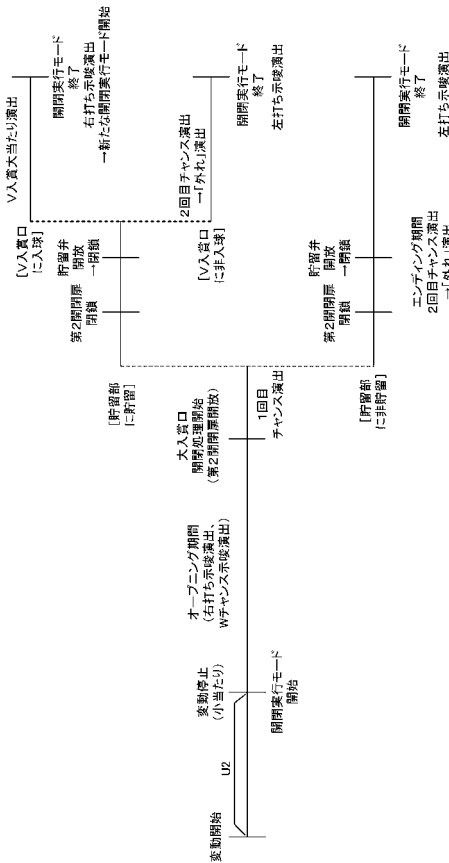 変動開始
U2
変動停止
(小当たり)
開閉実行モード
開始
オープニング期間
(右打ち示唆演出、
Wチャンス示唆演出)
大入賞口
開閉処理開始
(第2開閉扉開放)
1回目
チャンス演出
[貯留部
に貯留]
第2開閉扉
閉鎖
貯留弁
開放
→閉鎖
[V入賞口
に入球]
V入賞大当たり演出
開閉実行モード
終了
右打ち示唆演出
→新たな開閉実行モード開始
[V入賞口
に非入球]
2回目チャンス演出
→「外れ」演出
開閉実行モード
終了
左打ち示唆演出
[貯留部
に非貯留]
第2開閉扉
閉鎖
貯留弁
開放
→閉鎖
エンディング期間
2回目チャンス演出
→「外れ」演出
開閉実行モード
終了
左打ち示唆演出